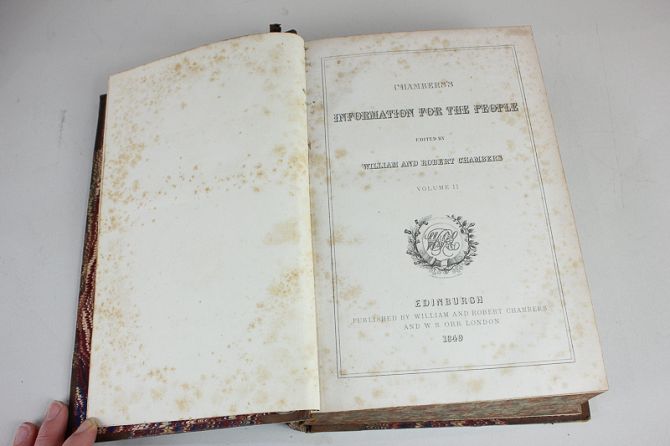 CHAMBERS'S
INFORMATION FOR THE PEOPLE
EDITED BY
WILLIAM AND ROBERT CHAMBERS
VOLUME II
EDINBURGH
PUBLISHED BY WILLIAM AND ROBERT CHAMBERS
AND W S ORR LONDON
1849